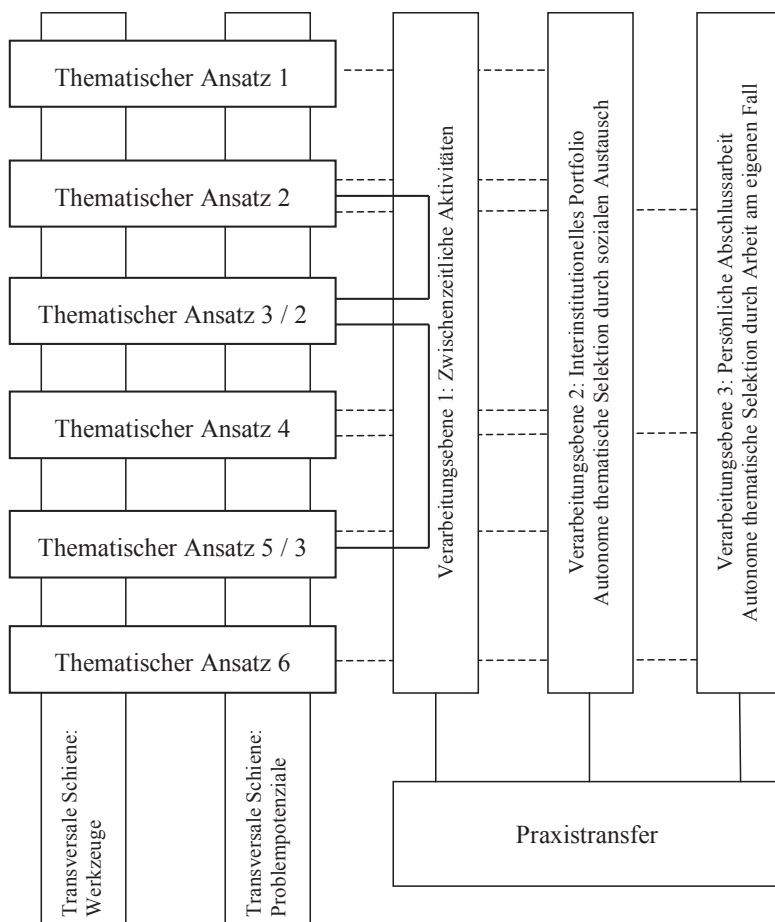 Thematischer Ansatz 1
Thematischer Ansatz 2
Thematischer Ansatz 3 / 2
Thematischer Ansatz 4
Thematischer Ansatz 5 / 3
Thematischer Ansatz 6
Transversale Schiene:
Werkzeuge
Transversale Schiene:
Problempotenziale
Verarbeitungsebene 1: Zwischenzeitliche Aktivitäten
Verarbeitungsebene 2: Interinstitutionelles Portfolio
Autonome thematische Selektion durch sozialen Austausch
Verarbeitungsebene 3: Persönliche Abschlussarbeit
Autonome thematische Selektion durch Arbeit am eigenen Fall
Praxistransfer